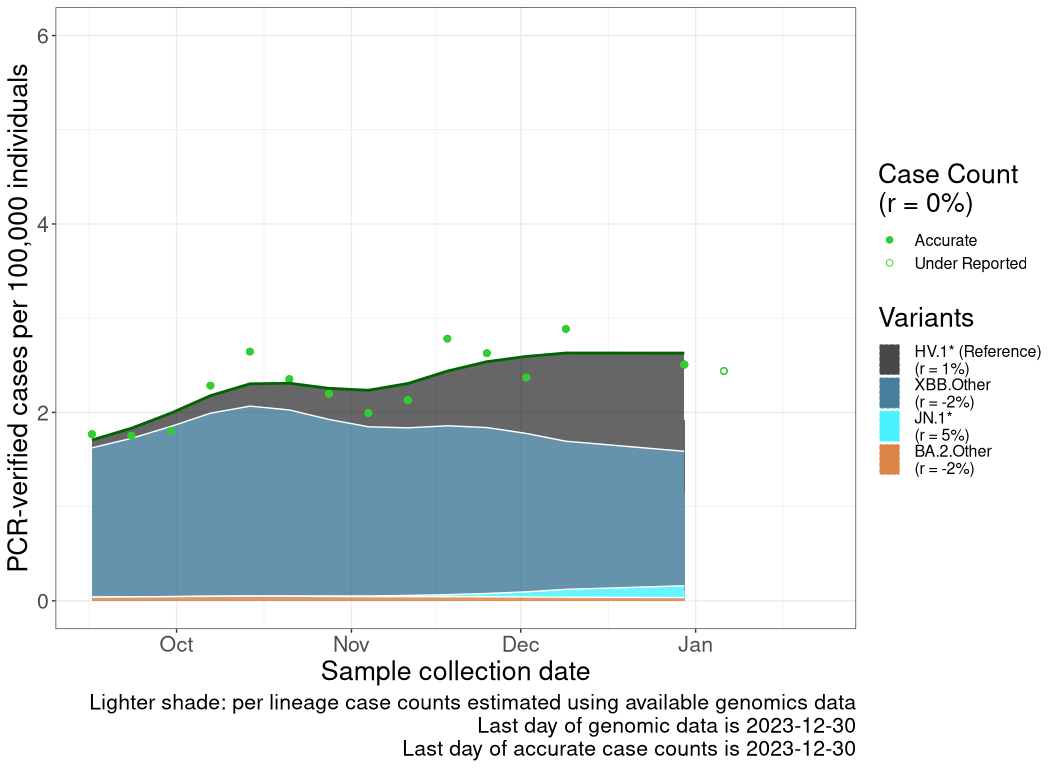 PCR-verified cases per 100,000 individuals
6
4
2
0
Oct
Nov
Dec
Jan
Sample collection date
Lighter shade: per lineage case counts estimated using available genomics data
Last day of genomic data is 2023-12-30
Last day of accurate case counts is 2023-12-30
Case Count
(r = 0%)
Accurate
Under Reported
Variants
HV.1* (Reference)
(r = 1%)
XBB.Other
(r = -2%)
JN.1*
(r = 5%)
BA.2.Other
(r = -2%)